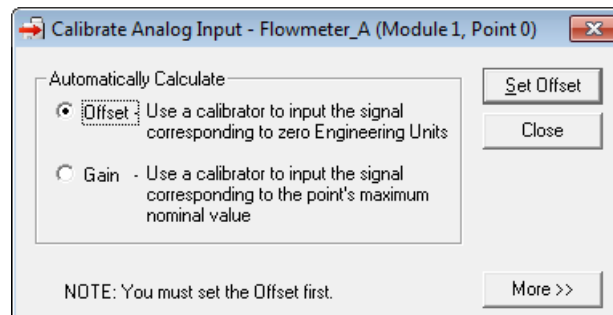 Calibrate Analog Input - Flowmeter_A (Module 1, Point 0)
Automatically Calculate
Offset - Use a calibrator to input the signal
corresponding to zero Engineering Units
Gain - Use a calibrator to input the signal
corresponding to the point's maximum
nominal value
Set Offset
Close
NOTE: You must set the Offset first.
More >>